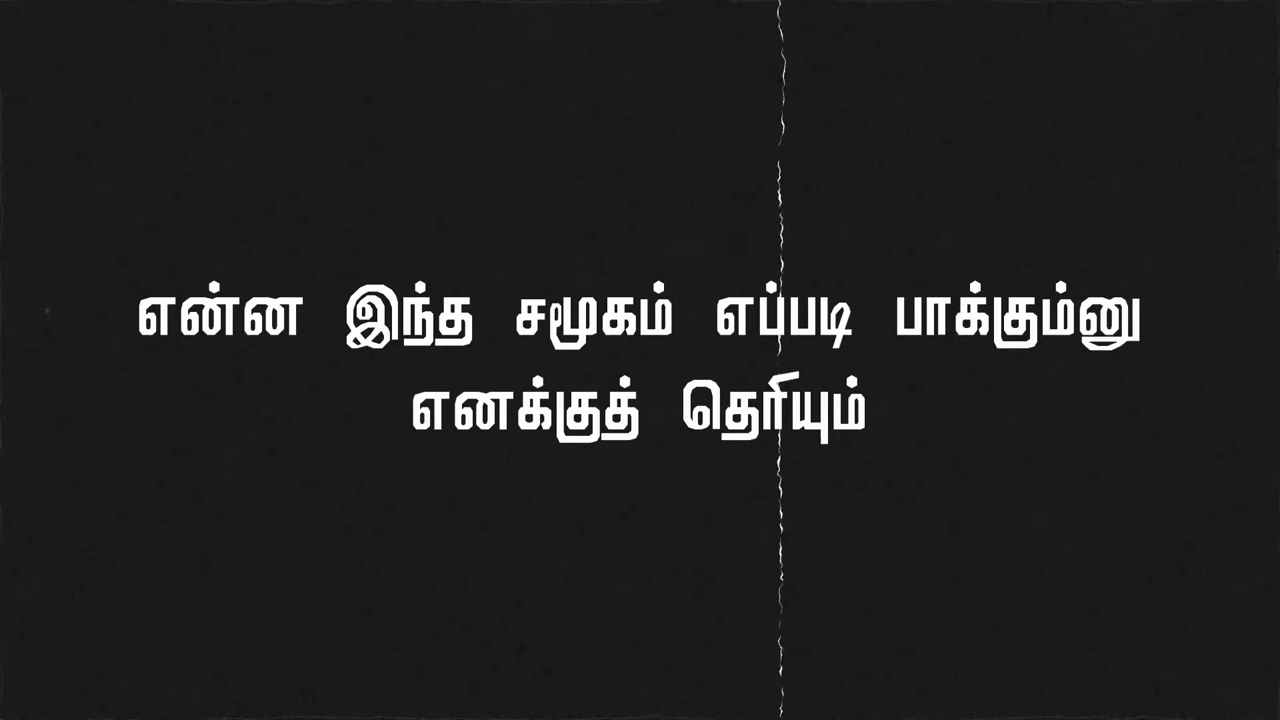 என்ன இந்த சமூகம் எப்படி பாக்கும்னு
எனக்குத் தெரியும்